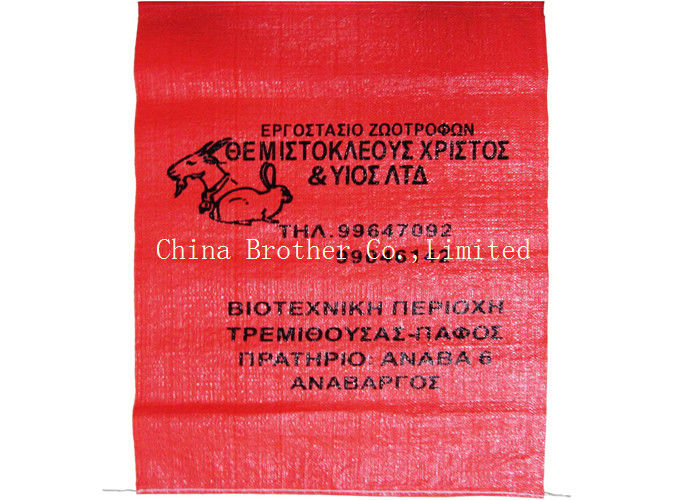 ΕΡΓΟΣΤΑΣΙΟ ΖΩΟΤΡΟΦΩΝ
ΘΕΜΙΣΤΟΚΛΕΟΥΣ ΧΡΙΣΤΟΣ
& ΥΙΟΣ ΛΤΔ
ΤΗΛ.99647092
China Brother Co.,Limited
ΒΙΟΤΕΧΝΙΚΗ ΠΕΡΙΟΧΗ
ΤΡΕΜΙΘΟΥΣΑΣ-ΠΑΦΟΣ
ΠΡΑΤΗΡΙΟ: ΑΝΑΒΑ 6
ΑΝΑΒΑΡΓΟΣ